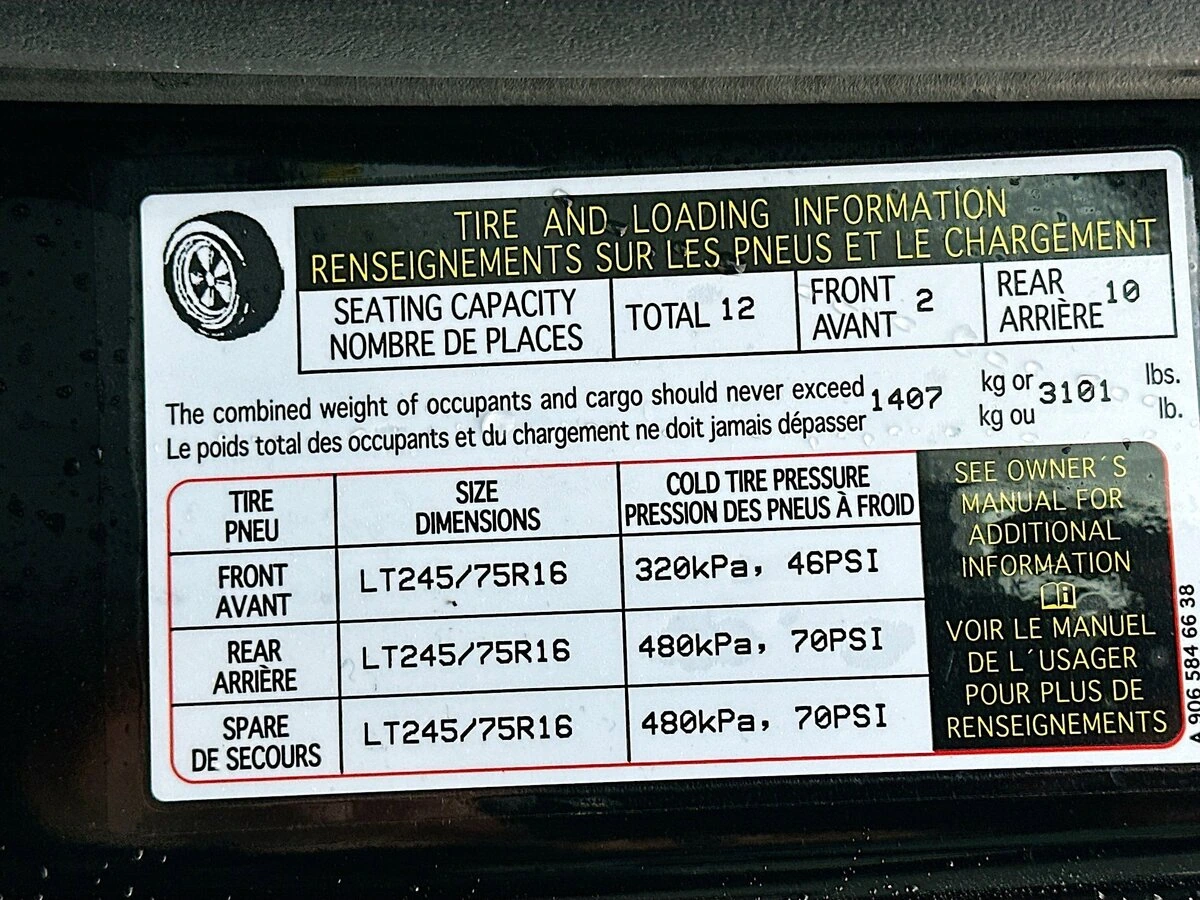 TIRE AND LOADING INFORMATION
RENSEIGNEMENTS SUR LES PNEUS ET LE CHARGEMENT
SEATING CAPACITY
NOMBRE DE PLACES
TOTAL 12
FRONT
AVANT
2
REAR
ARRIÈRE
10
The combined weight of occupants and cargo should never exceed
Le poids total des occupants et du chargement ne doit jamais dépasser
1407
kg or
kg ou
3101
lbs.
lb.
TIRE
PNEU
SIZE
DIMENSIONS
COLD TIRE PRESSURE
PRESSION DES PNEUS À FROID
FRONT
AVANT
LT245/75R16
320kPa, 46PSI
REAR
ARRIÈRE
LT245/75R16
480kPa, 70PSI
SPARE
DE SECOURS
LT245/75R16
480kPa, 70PSI
SEE OWNER´S
MANUAL FOR
ADDITIONAL
INFORMATION
VOIR LE MANUEL
DE L´USAGER
POUR PLUS DE
RENSEIGNEMENTS
A 906 584 66 38